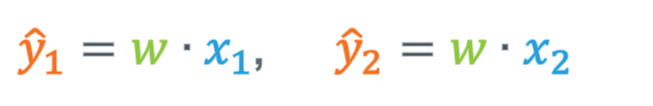 ŷ₁ = w · x₁, ŷ₂ = w · x₂